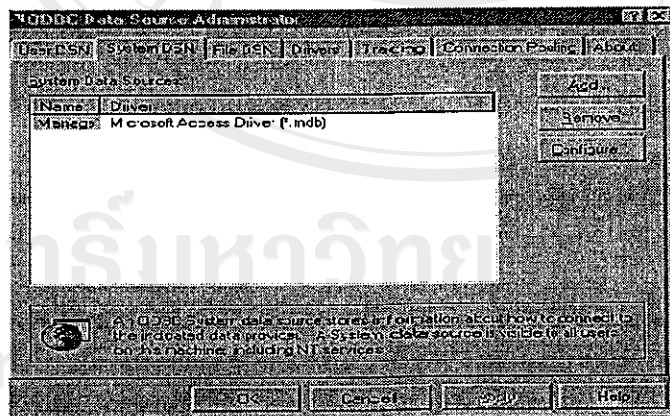 ODBC Data Source Administrator
User DSN System DSN File DSN Drivers Tracing Connection Pooling About
System Data Sources:
Name Driver
Manage Microsoft Access Driver (*.mdb)
Add...
Remove
Configure...
An ODBC System data source stores information about how to connect to
the indicated data provider. A System data source is visible to all users
on this machine, including NT services.
OK Cancel Apply Help